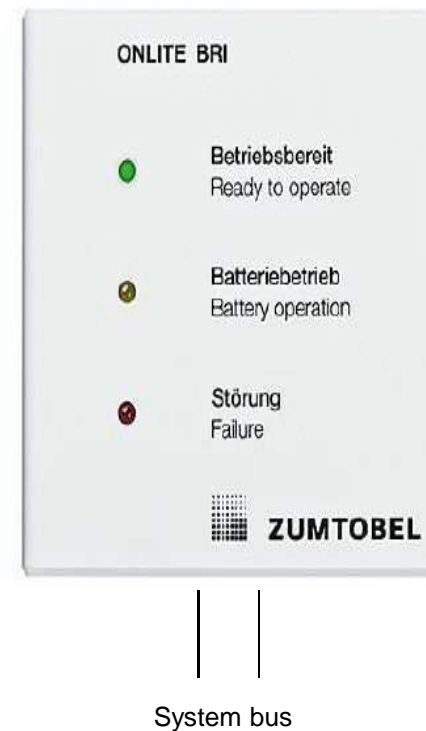 ONLITE BRI
Betriebsbereit
Ready to operate
Batteriebetrieb
Battery operation
Störung
Failure
ZUMTOBEL
System bus